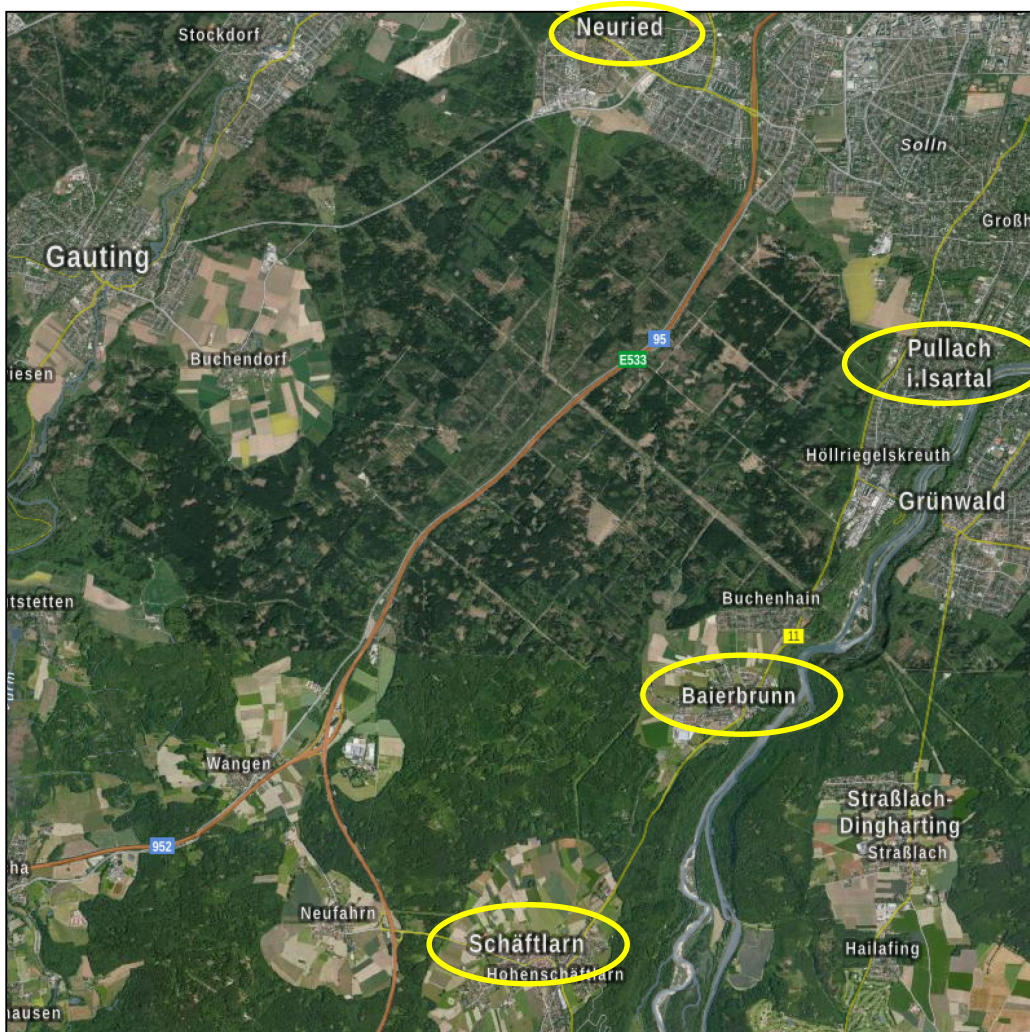 Neuried
Stockdorf
Solln
Großh
Gauting
Buchendorf
95
E533
Pullach
i.Isartal
iesen
Höllriegelskreuth
Grünwald
Buchenhain
tstetten
11
Baierbrunn
Wangen
Straßlach-
Dingharting
Straßlach
952
ha
Neufahrn
Schäftlarn
Hohenschäftlarn
Hailafing
hausen